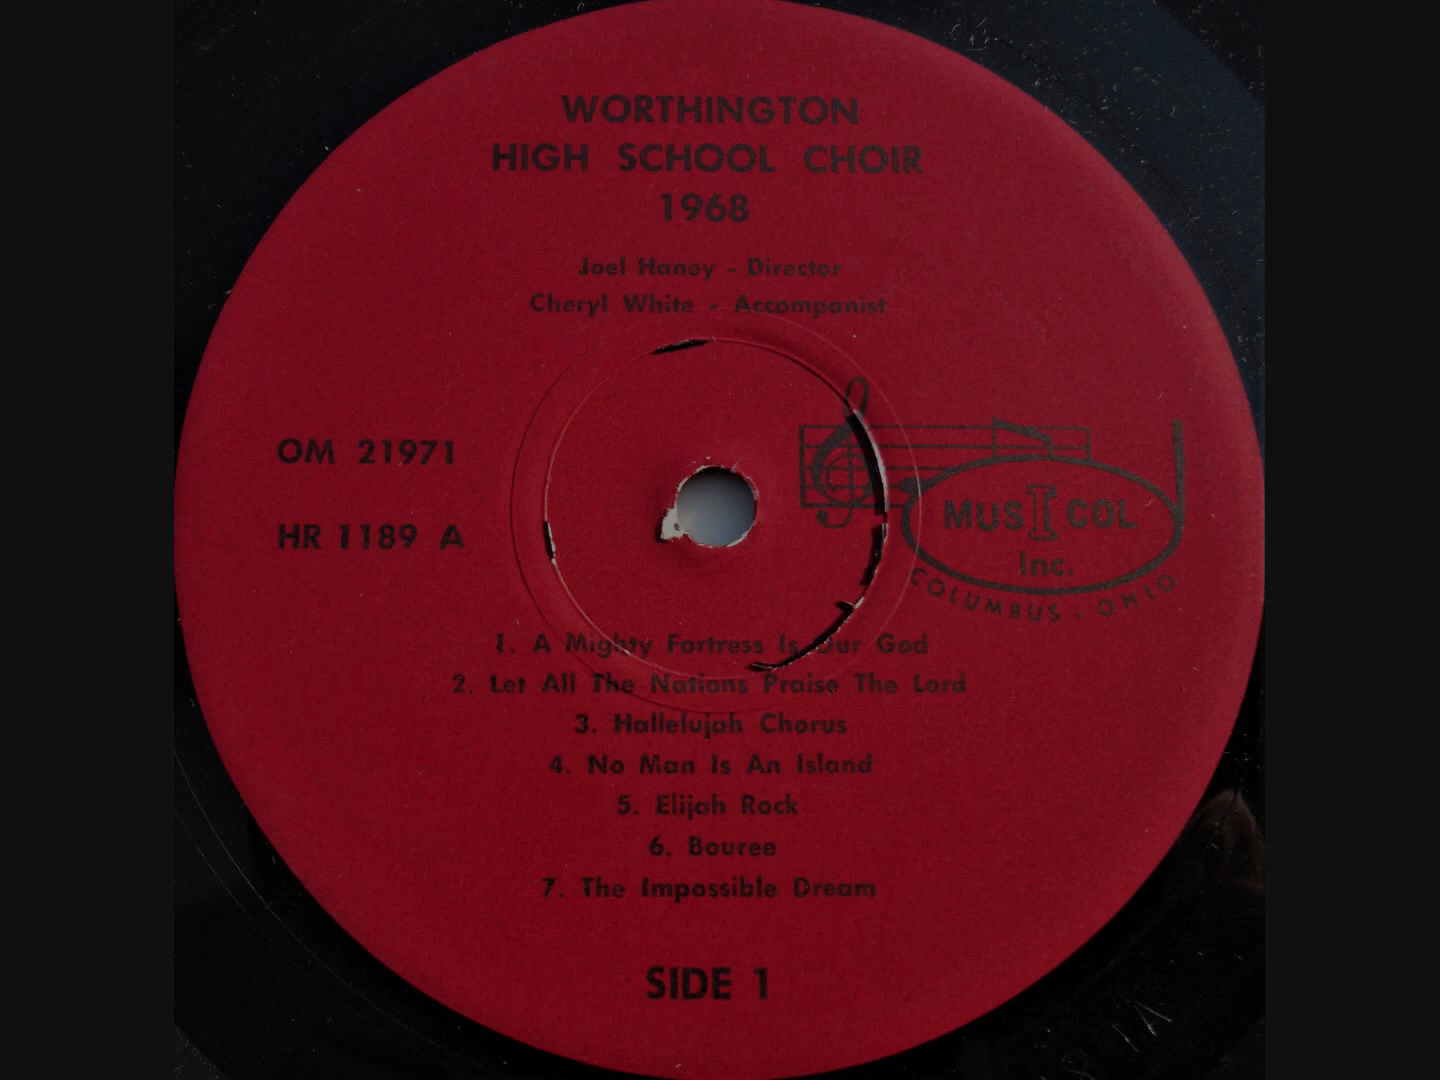 WORTHINGTON
HIGH SCHOOL CHOIR
1968
Joel Haney - Director
Cheryl White - Accompanist
OM 21971
HR 1189 A
MUSICOL
Inc.
COLUMBUS . OHIO
1. A Mighty Fortress Is Our God
2. Let All The Nations Praise The Lord
3. Hallelujah Chorus
4. No Man Is An Island
5. Elijah Rock
6. Bouree
7. The Impossible Dream
SIDE 1